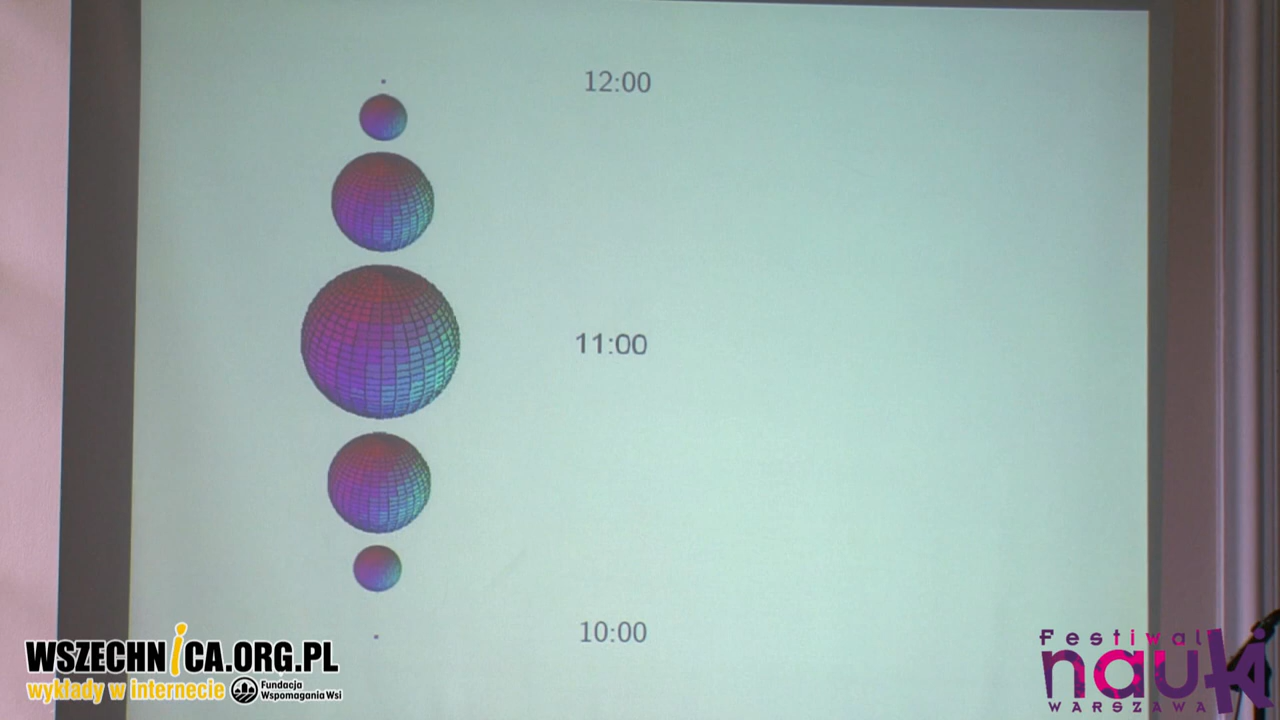 12:00
11:00
10:00
WSZECHNICA.ORG.PL
wykłady w internecie
Fundacja
Wspomagania Wsi
Festiwal
nauki
WARSZAWA